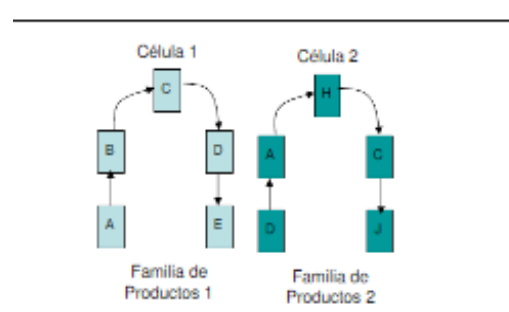 Célula 1
Célula 2
C
H
B
D
A
C
A
E
D
J
Familia de
Productos 1
Familia de
Productos 2